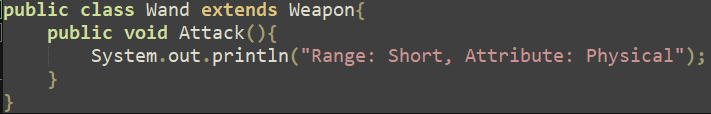 public class Wand extends Weapon{
    public void Attack(){
        System.out.println("Range: Short, Attribute: Physical");
    }
}